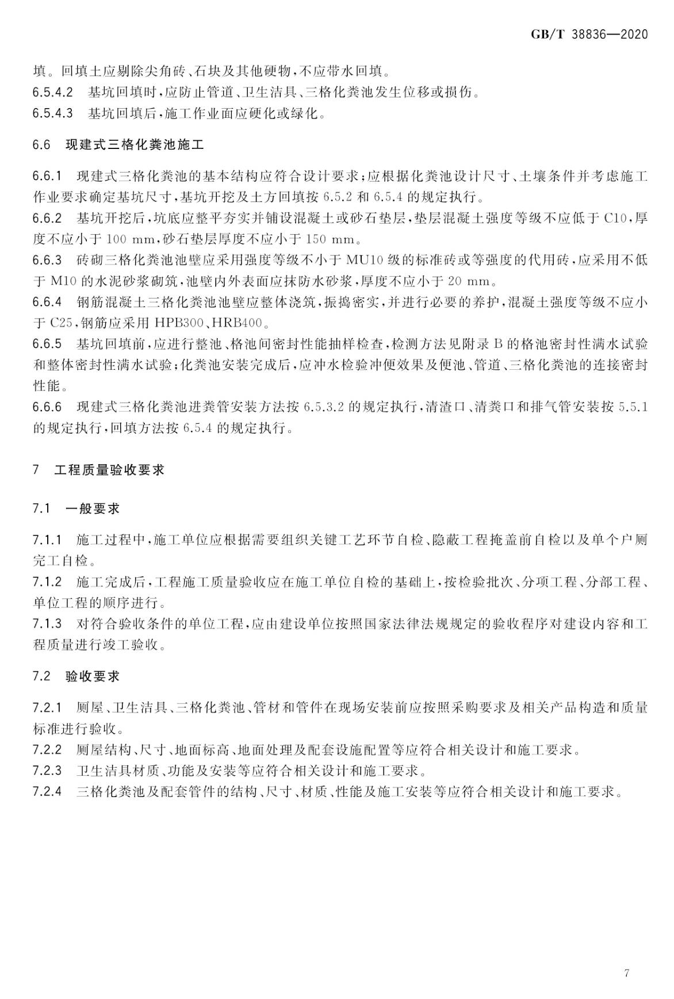 GB/T 38836—2020
填。回填土应剔除尖角砖、石块及其他硬物,不应带水回填。
6.5.4.2 基坑回填时,应防止管道、卫生洁具、三格化粪池发生位移或损伤。
6.5.4.3 基坑回填后,施工作业面应硬化或绿化。
6.6 现建式三格化粪池施工
6.6.1 现建式三格化粪池的基本结构应符合设计要求;应根据化粪池设计尺寸、土壤条件并考虑施工
作业要求确定基坑尺寸,基坑开挖及土方回填按 6.5.2 和 6.5.4 的规定执行。
6.6.2 基坑开挖后,坑底应整平夯实并铺设混凝土或砂石垫层,垫层混凝土强度等级不应低于 C10,厚
度不应小于 100 mm,砂石垫层厚度不应小于 150 mm。
6.6.3 砖砌三格化粪池池壁应采用强度等级不小于 MU10 级的标准砖或等强度的代用砖,应采用不低
于 M10 的水泥砂浆砌筑,池壁内外表面应抹防水砂浆,厚度不应小于 20 mm。
6.6.4 钢筋混凝土三格化粪池池壁应整体浇筑,振捣密实,并进行必要的养护,混凝土强度等级不应小
于 C25,钢筋应采用 HPB300、HRB400。
6.6.5 基坑回填前,应进行整池、格池间密封性能抽样检查,检测方法见附录 B 的格池密封性满水试验
和整体密封性满水试验;化粪池安装完成后,应冲水检验冲便效果及便池、管道、三格化粪池的连接密封
性能。
6.6.6 现建式三格化粪池进粪管安装方法按 6.5.3.2 的规定执行,清渣口、清粪口和排气管安装按 5.5.1
的规定执行,回填方法按 6.5.4 的规定执行。
7 工程质量验收要求
7.1 一般要求
7.1.1 施工过程中,施工单位应根据需要组织关键工艺环节自检、隐蔽工程掩盖前自检以及单个户厕
完工自检。
7.1.2 施工完成后,工程施工质量验收应在施工单位自检的基础上,按检验批次、分项工程、分部工程、
单位工程的顺序进行。
7.1.3 对符合验收条件的单位工程,应由建设单位按照国家法律法规规定的验收程序对建设内容和工
程质量进行竣工验收。
7.2 验收要求
7.2.1 厕屋、卫生洁具、三格化粪池、管材和管件在现场安装前应按照采购要求及相关产品构造和质量
标准进行验收。
7.2.2 厕屋结构、尺寸、地面标高、地面处理及配套设施配置等应符合相关设计和施工要求。
7.2.3 卫生洁具材质、功能及安装等应符合相关设计和施工要求。
7.2.4 三格化粪池及配套管件的结构、尺寸、材质、性能及施工安装等应符合相关设计和施工要求。
7